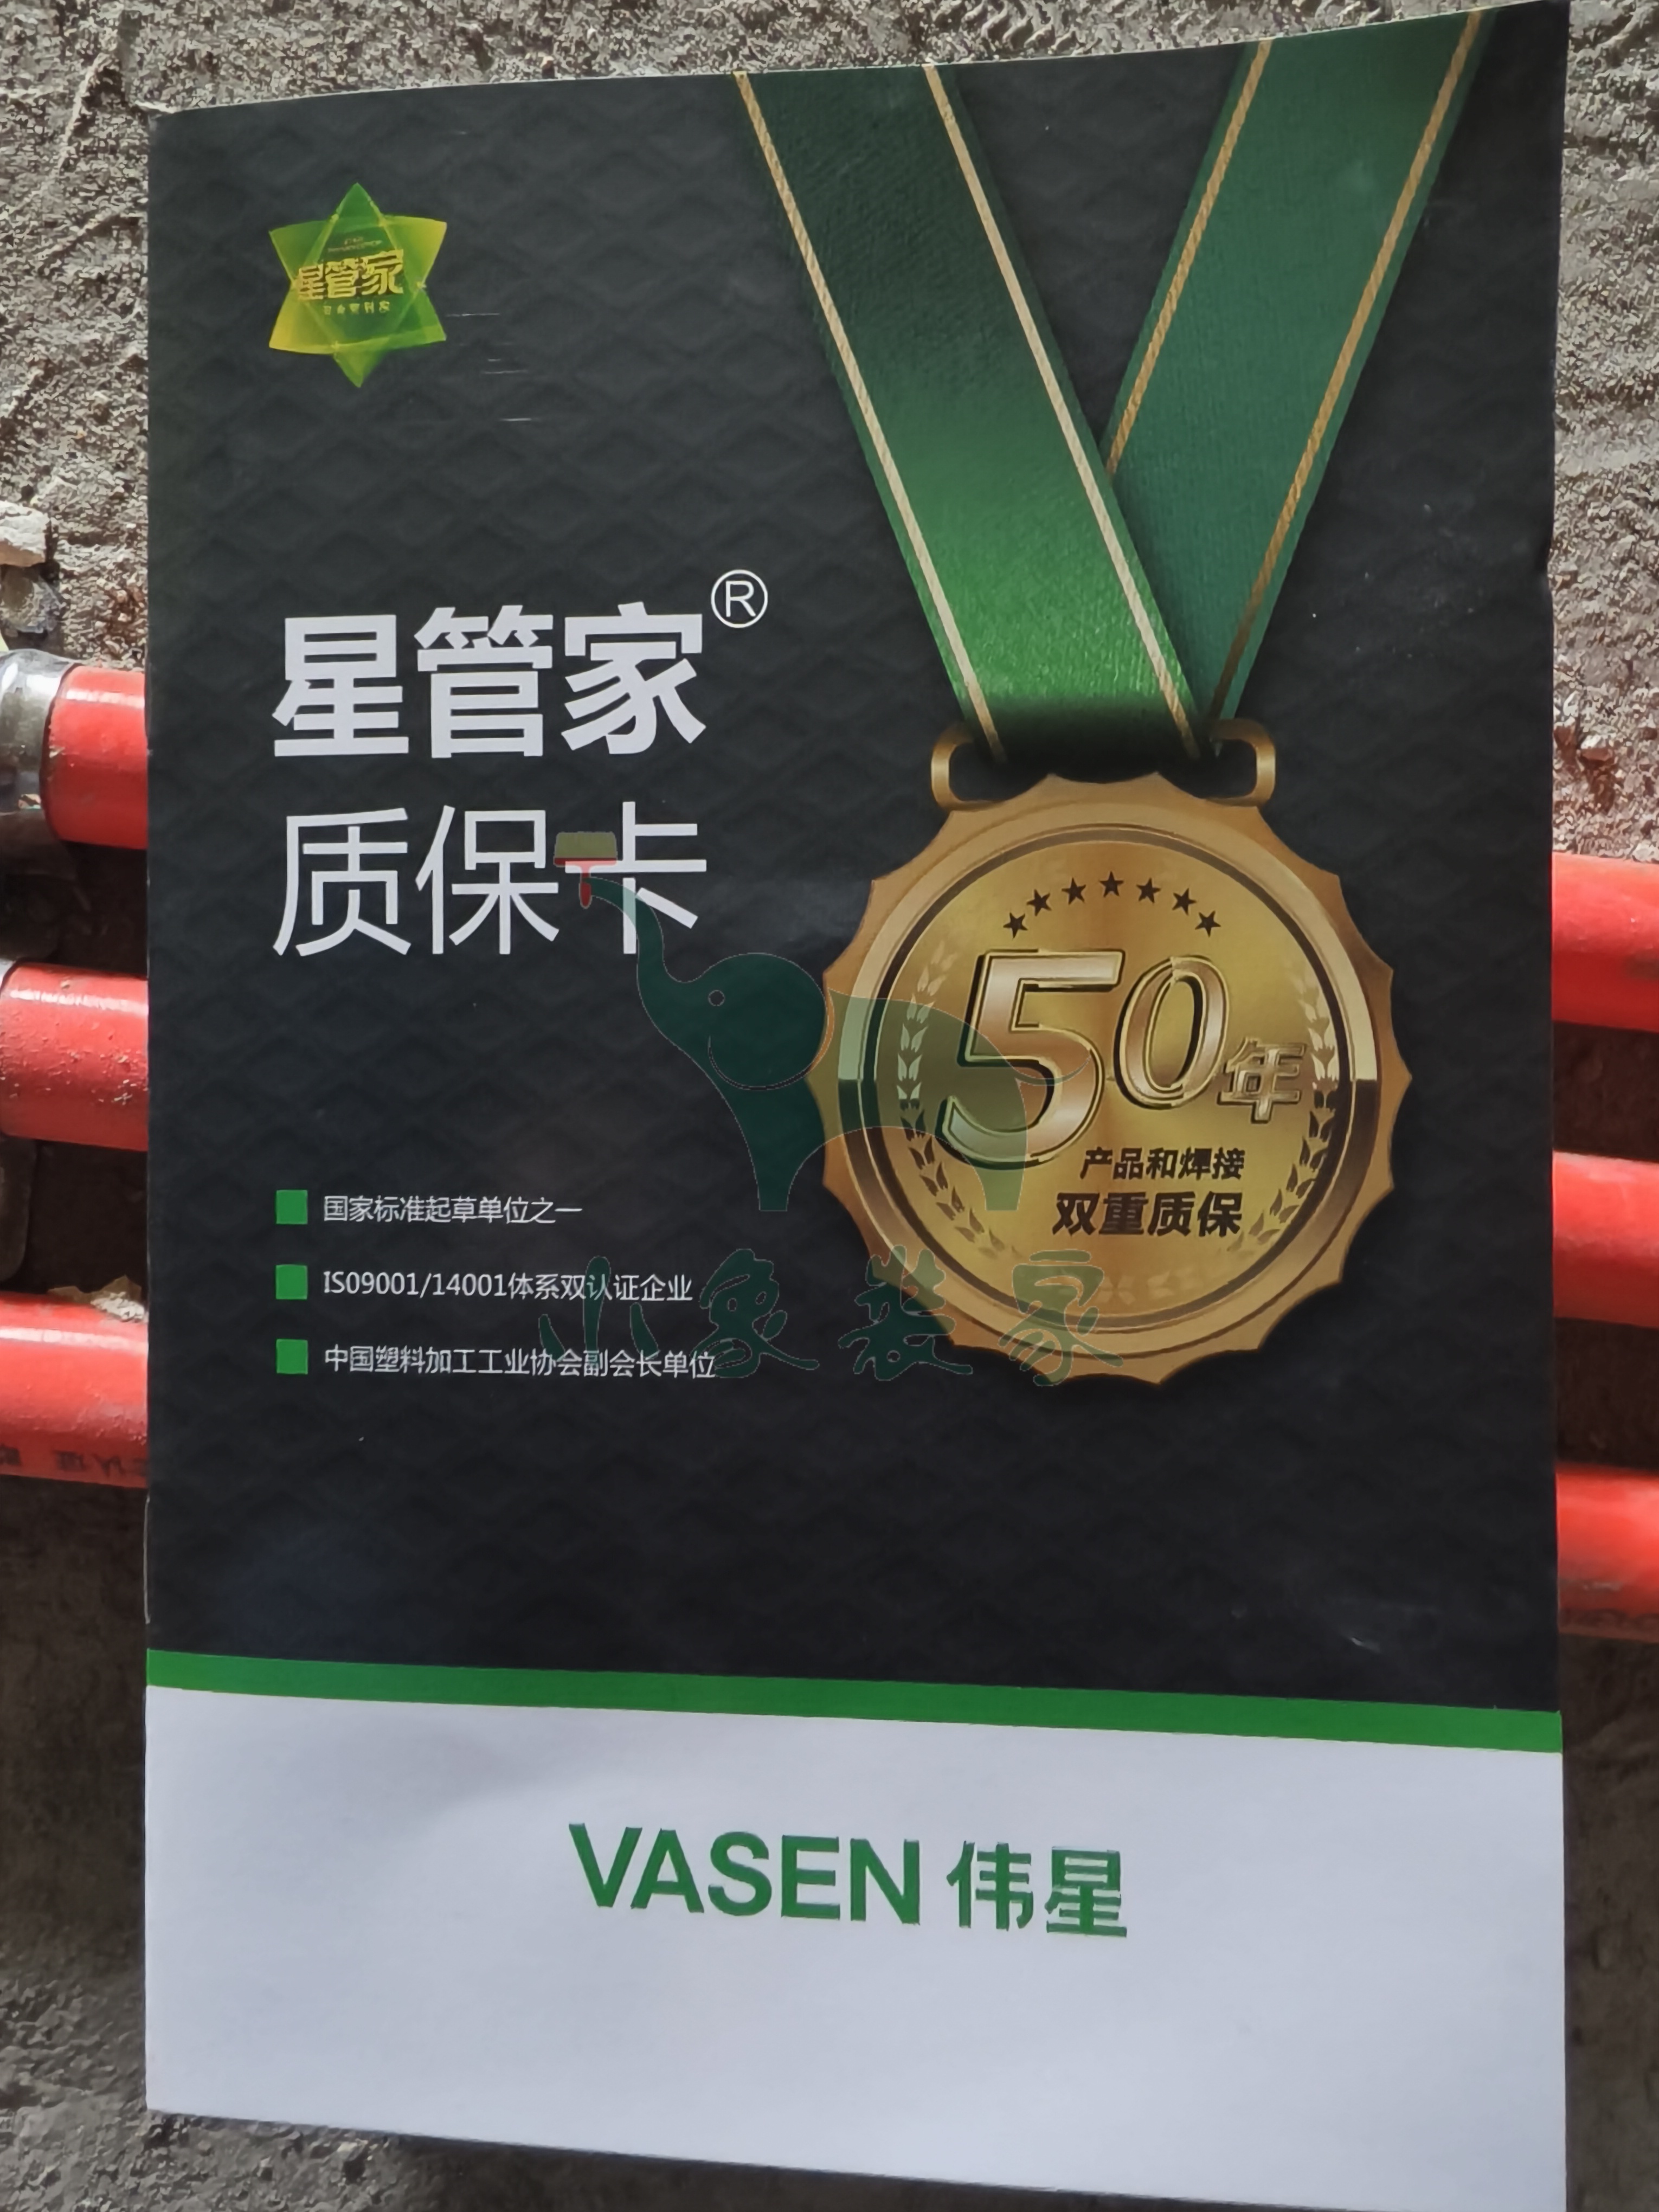 星管家
星管家®
质保卡
50年
产品和焊接
双重质保
国家标准起草单位之一
ISO9001/14001体系双认证企业
中国塑料加工工业协会副会长单位
小象装家
VASEN 伟星